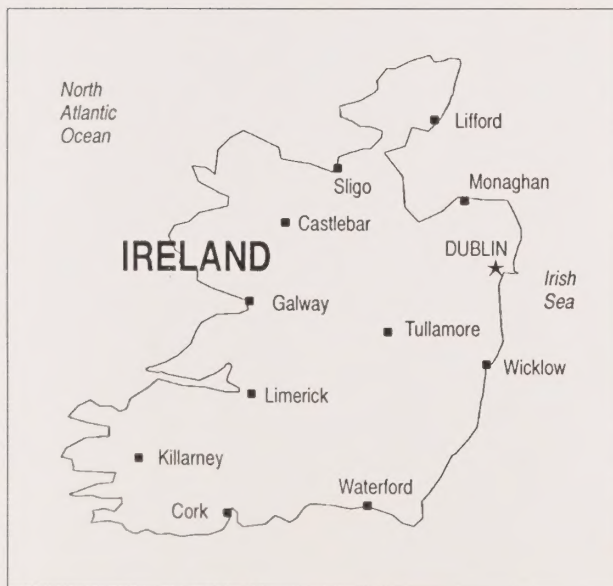 North
Atlantic
Ocean
Lifford
Sligo
Monaghan
Castlebar
DUBLIN
IRELAND
Irish
Sea
Galway
Tullamore
Wicklow
Limerick
Killarney
Waterford
Cork